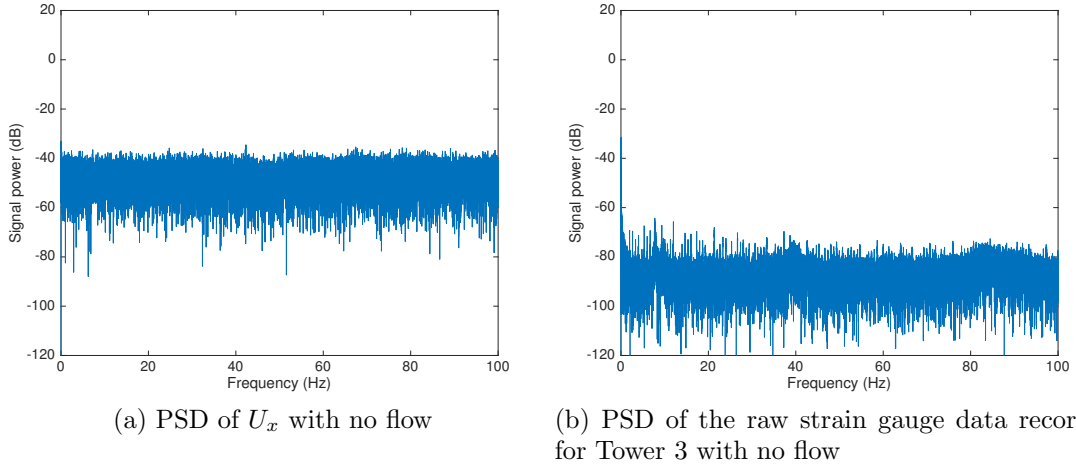 20
0
-20
-40
-60
-80
-100
-120
0 20 40 60 80 100
Signal power (dB)
Frequency (Hz)
(a) PSD of U_x with no flow
20
0
-20
-40
-60
-80
-100
-120
0 20 40 60 80 100
Signal power (dB)
Frequency (Hz)
(b) PSD of the raw strain gauge data recor
for Tower 3 with no flow